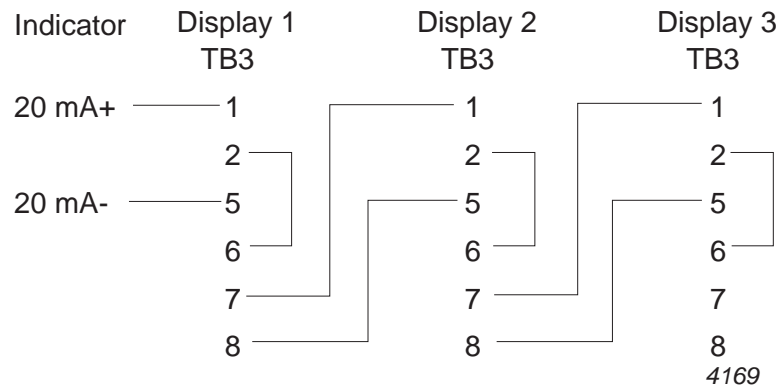 Indicator Display 1 Display 2 Display 3
TB3 TB3 TB3
20 mA+ 1 1 1
2 2 2
20 mA- 5 5 5
6 6 6
7 7 7
8 8 8
4169